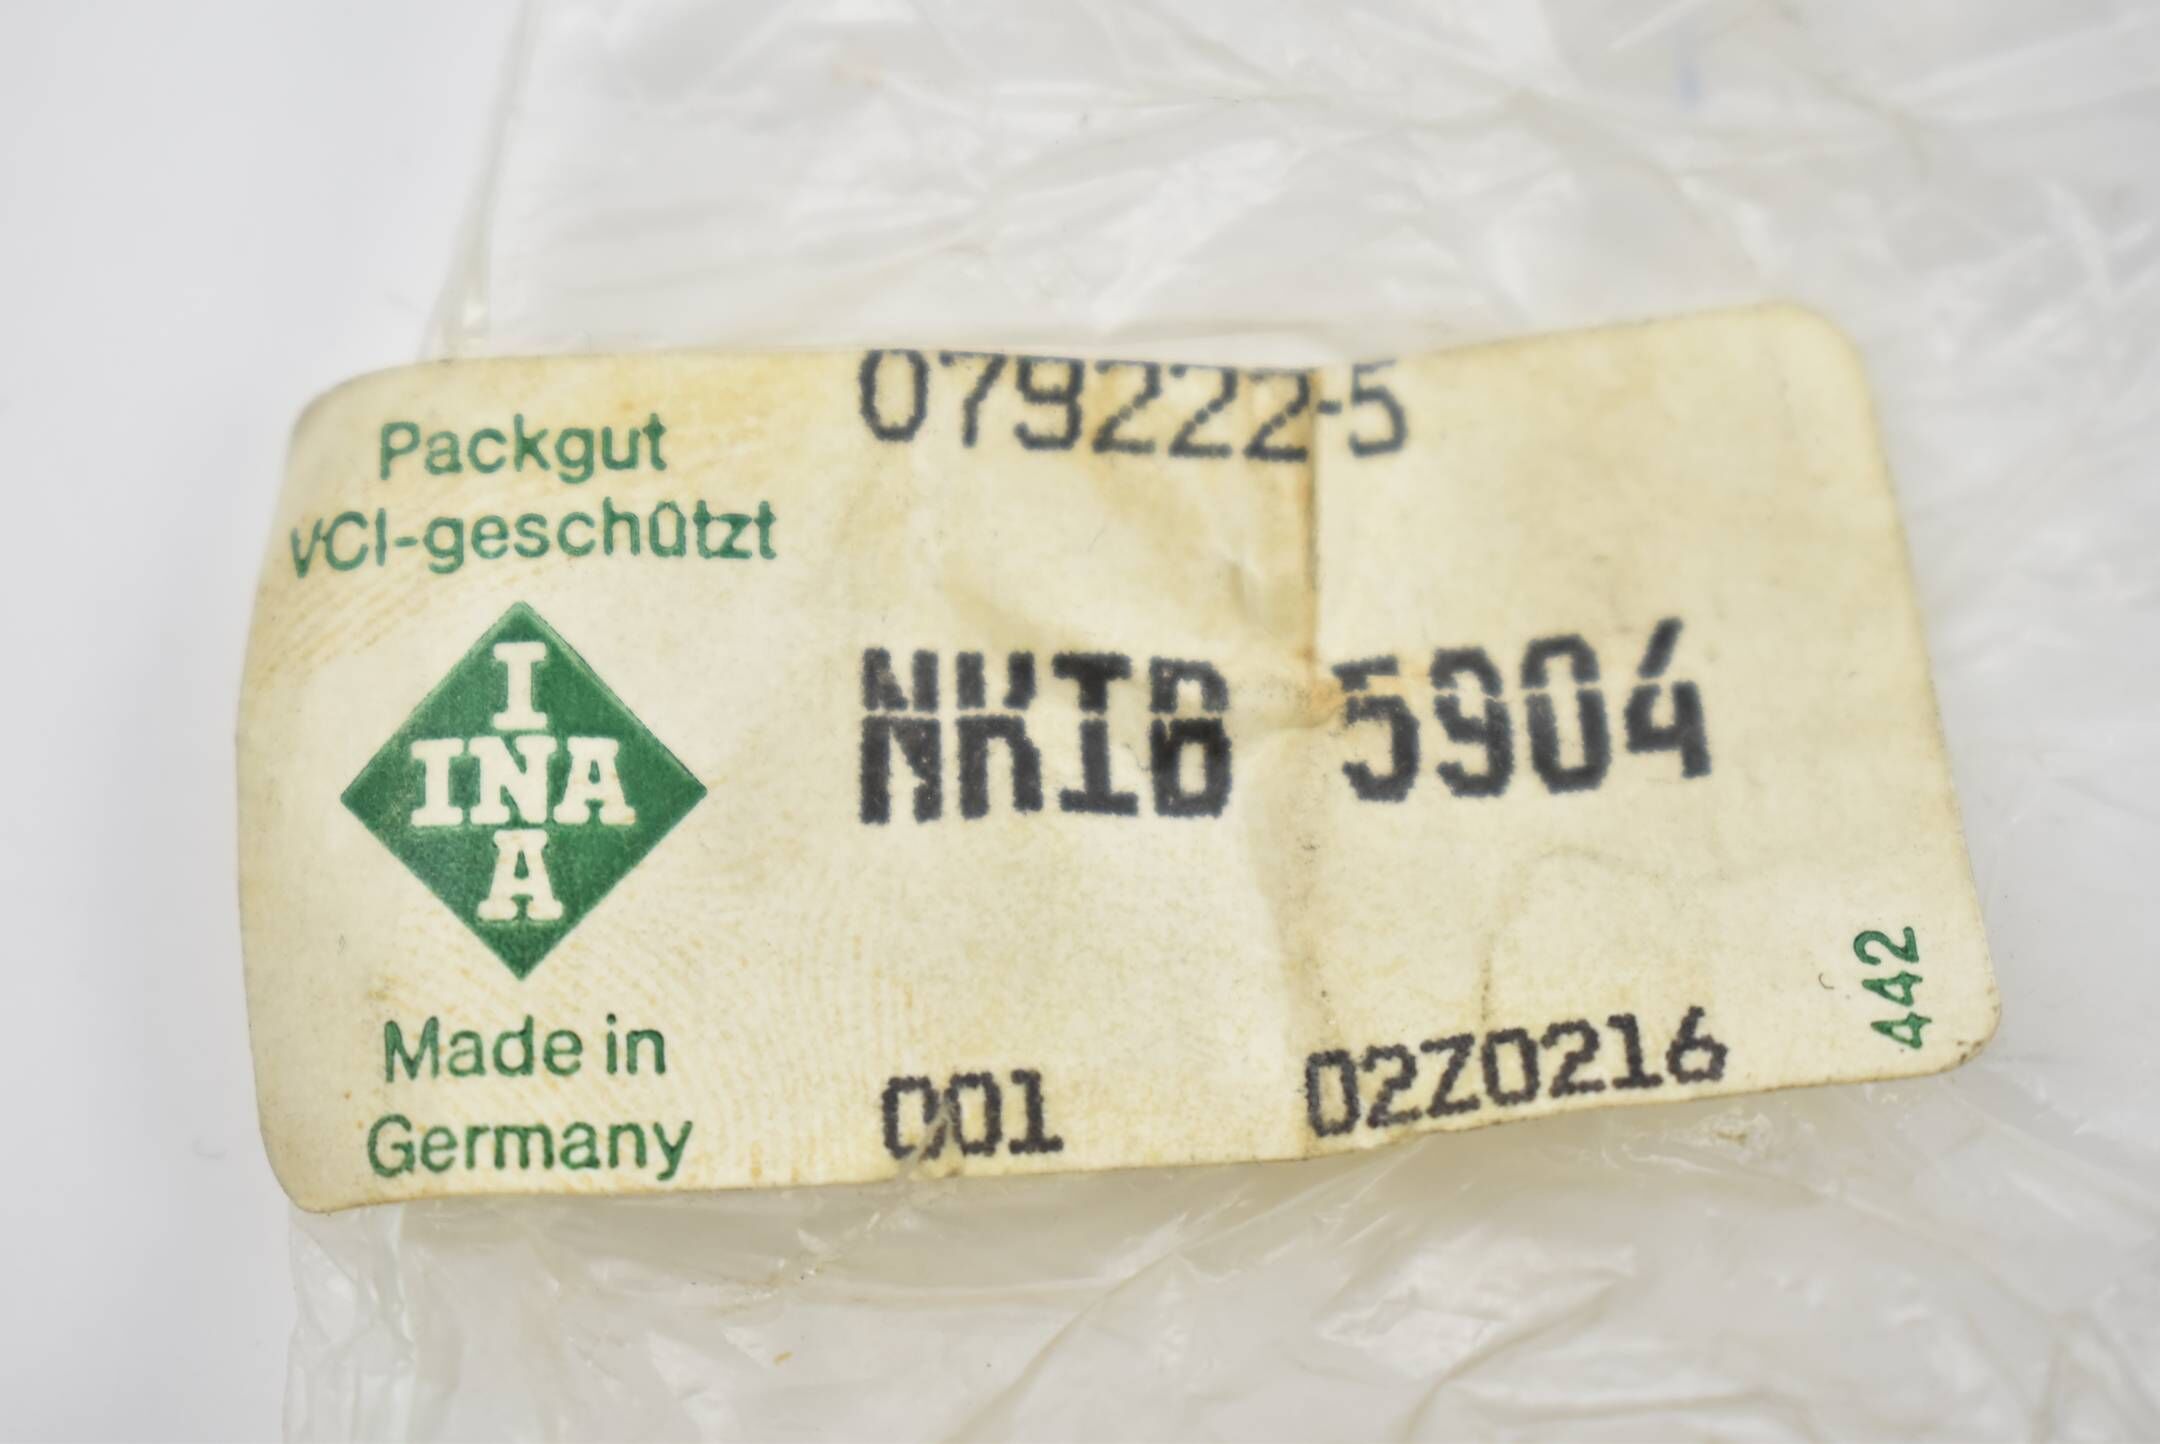 079222-5
Packgut
VCI-geschützt
I
INA
A
NKIB 5904
Made in
Germany
001 02Z0216
442